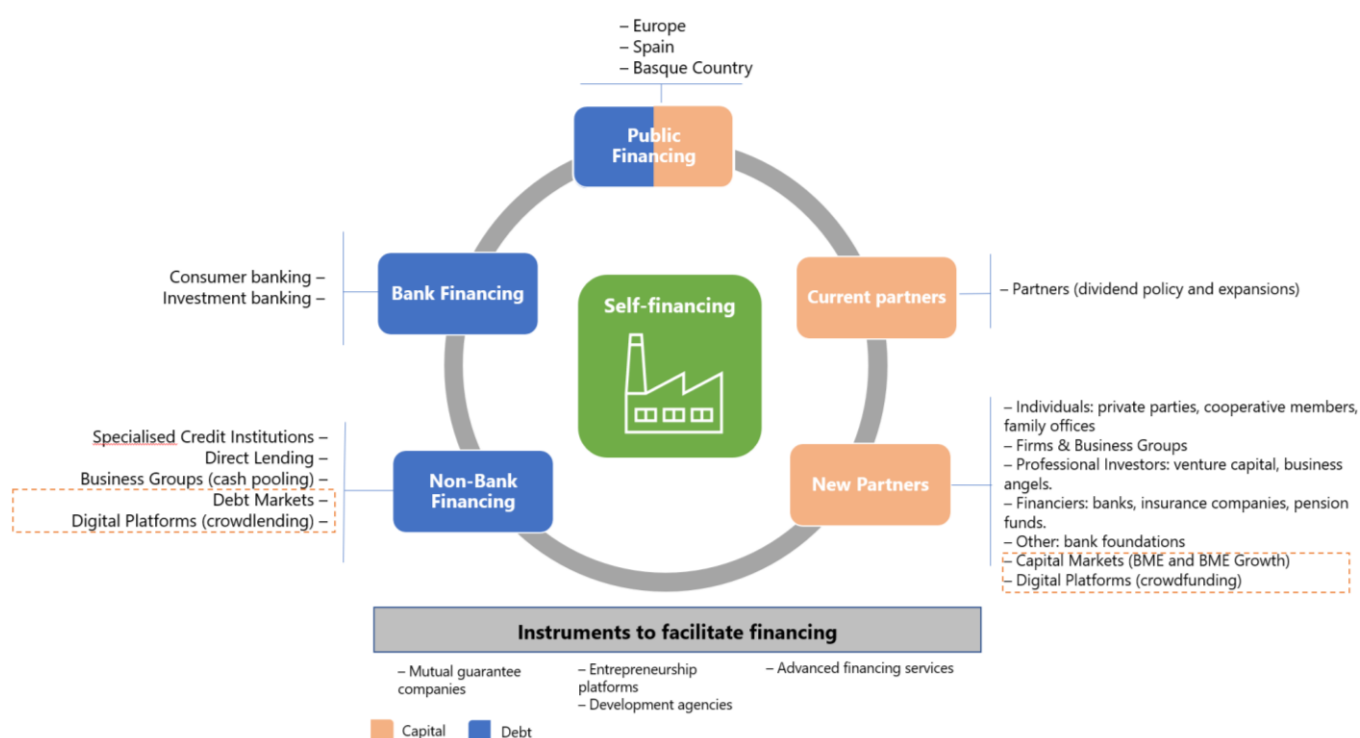 – Europe
– Spain
– Basque Country
Public
Financing
Consumer banking –
Investment banking –
Bank Financing
Self-financing
Current partners
– Partners (dividend policy and expansions)
Specialised Credit Institutions –
Direct Lending –
Business Groups (cash pooling) –
Debt Markets –
Digital Platforms (crowdlending) –
Non-Bank
Financing
New Partners
– Individuals: private parties, cooperative members,
family offices
– Firms & Business Groups
– Professional Investors: venture capital, business
angels.
– Financiers: banks, insurance companies, pension
funds.
– Other: bank foundations
– Capital Markets (BME and BME Growth)
– Digital Platforms (crowdfunding)
Instruments to facilitate financing
– Mutual guarantee
companies
– Entrepreneurship
platforms
– Development agencies
– Advanced financing services
Capital
Debt